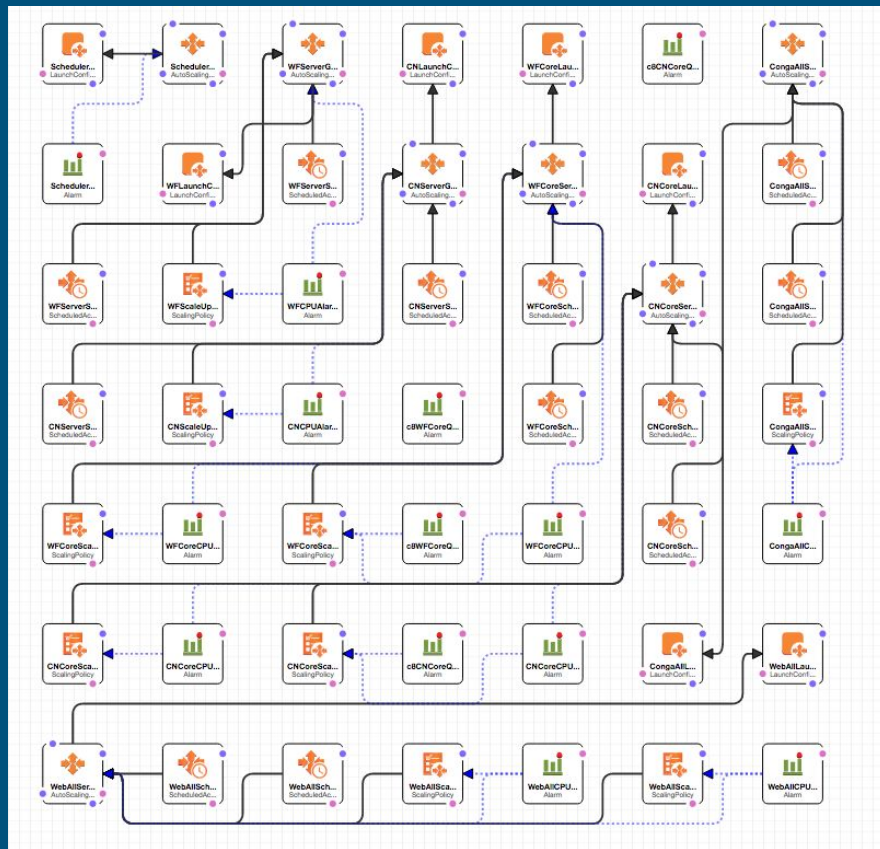 Scheduler...
LaunchConfi...
Scheduler...
AutoScaling...
WFServerG...
AutoScaling...
CNLaunchC...
LaunchConfi...
WFCoreLau...
LaunchConfi...
c8CNCoreQ...
Alarm
CongaAllS...
AutoScaling...
Scheduler...
Alarm
WFLaunchC...
LaunchConfi...
WFServerS...
ScheduledAc...
CNServerG...
AutoScaling...
WFCoreSer...
AutoScaling...
CNCoreLau...
LaunchConfi...
CongaAllS...
ScheduledAc...
WFServerS...
ScheduledAc...
WFScaleUp...
ScalingPolicy
WFCPUAlar...
Alarm
CNServerS...
ScheduledAc...
WFCoreSch...
ScheduledAc...
CNCoreSer...
AutoScaling...
CongaAllS...
ScheduledAc...
CNServerS...
ScheduledAc...
CNScaleUp...
ScalingPolicy
CNCPUAlar...
Alarm
c8WFCoreQ...
Alarm
WFCoreSch...
ScheduledAc...
CNCoreSch...
ScheduledAc...
CongaAllS...
ScalingPolicy
WFCoreSca...
ScalingPolicy
WFCoreCPU...
Alarm
WFCoreSca...
ScalingPolicy
c8WFCoreQ...
Alarm
WFCoreCPU...
Alarm
CNCoreSch...
ScheduledAc...
CongaAllC...
Alarm
CNCoreSca...
ScalingPolicy
CNCoreCPU...
Alarm
CNCoreSca...
ScalingPolicy
c8CNCoreQ...
Alarm
CNCoreCPU...
Alarm
CongaAllL...
LaunchConfi...
WebAllLau...
LaunchConfi...
WebAllSer...
AutoScaling...
WebAllSch...
ScheduledAc...
WebAllSch...
ScheduledAc...
WebAllSca...
ScalingPolicy
WebAllCPU...
Alarm
WebAllSca...
ScalingPolicy
WebAllCPU...
Alarm